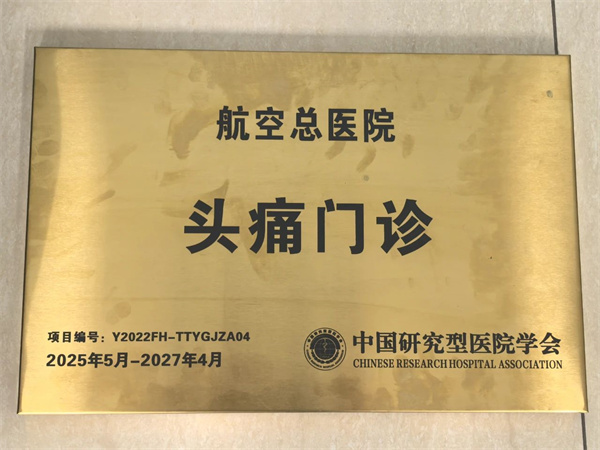 航空总医院
头痛门诊
项目编号：Y2022FH-TTYGJZA04
2025年5月-2027年4月
中国研究型医院学会
CHINESE RESEARCH HOSPITAL ASSOCIATION